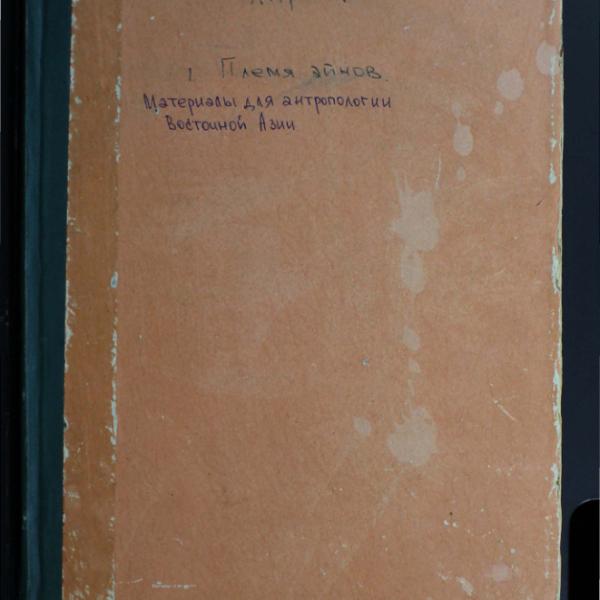 1 Племя айнов.
Материалы для антропологии
Восточной Азии